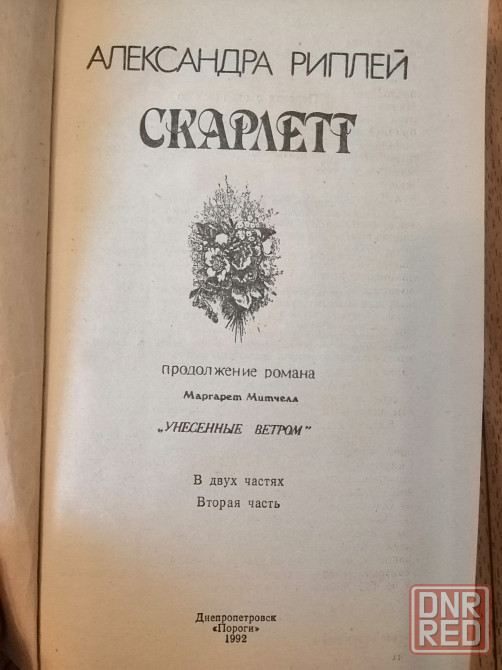 АЛЕКСАНДРА РИПЛЕЙ
СКАРЛЕТТ
продолжение романа
Маргарет Митчелл
„УНЕСЕННЫЕ ВЕТРОМ"
В двух частях
Вторая часть
Днепропетровск
«Пороги»
1992
DNR
RED